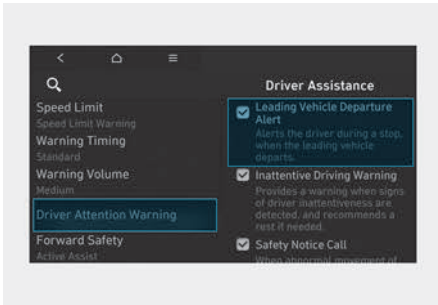 Driver Assistance
Speed Limit
Speed Limit Warning
Warning Timing
Standard
Warning Volume
Medium
Driver Attention Warning
Forward Safety
Active Assist
Leading Vehicle Departure
Alert
Alerts the driver during a stop,
when the leading vehicle
departs.
Inattentive Driving Warning
Provides a warning when signs
of driver inattentiveness are
detected, and recommends a
rest if needed.
Safety Notice Call
When abnormal movement of